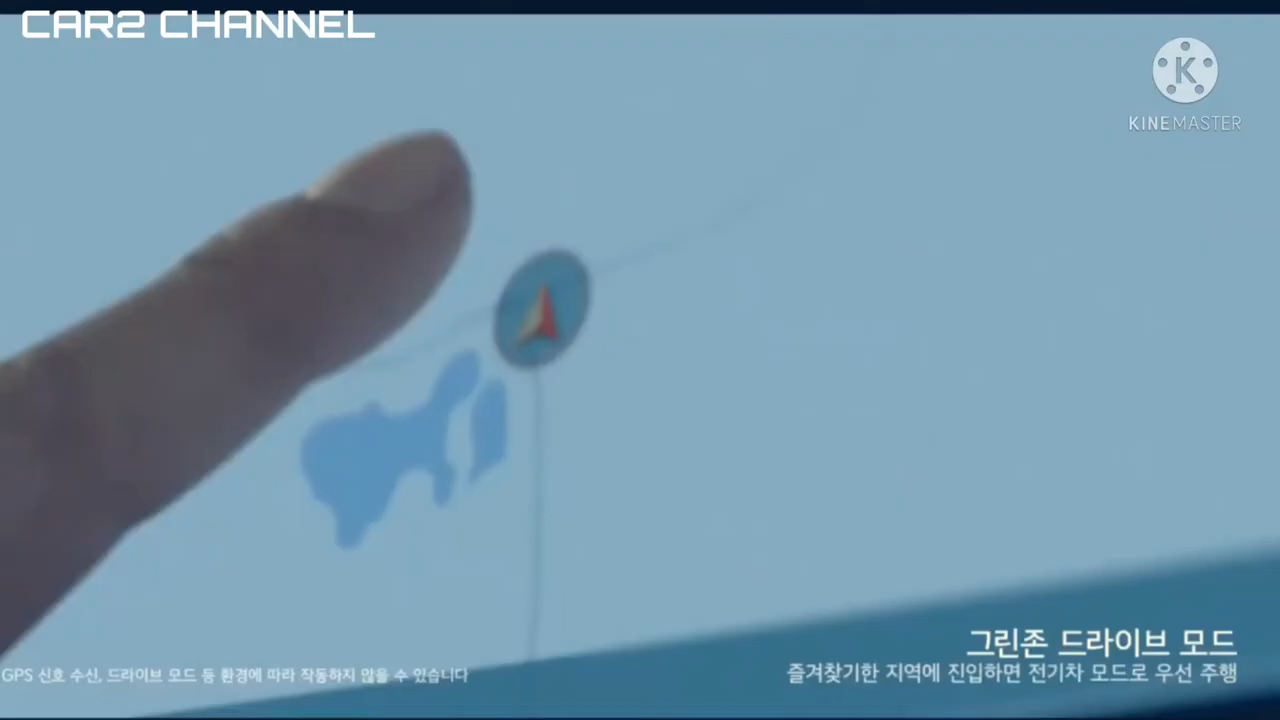 CAR2 CHANNEL
K
KINEMASTER
그린존 드라이브 모드
즐겨찾기한 지역에 진입하면 전기차 모드로 우선 주행
GPS 신호 수신, 드라이브 모드 등 환경에 따라 작동하지 않을 수 있습니다